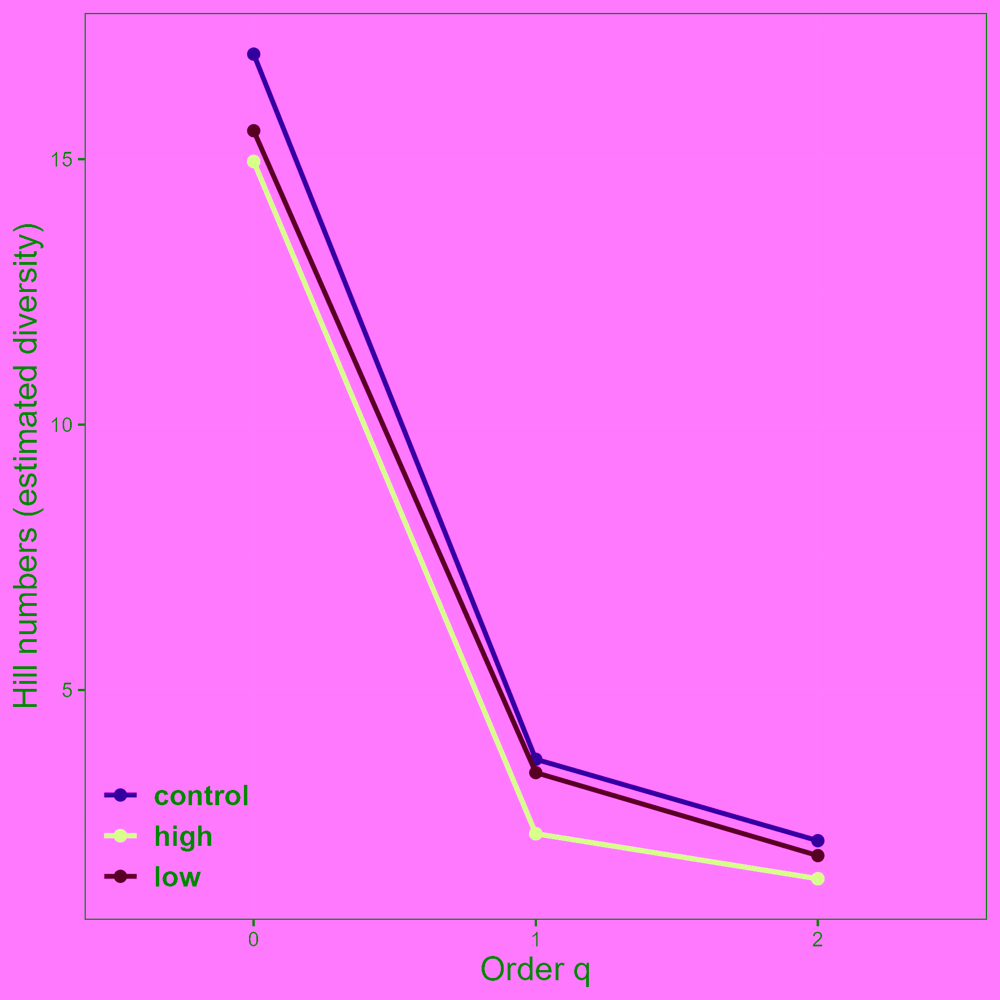 Hill numbers (estimated diversity)
15
10
5
control
high
low
0
1
2
Order q